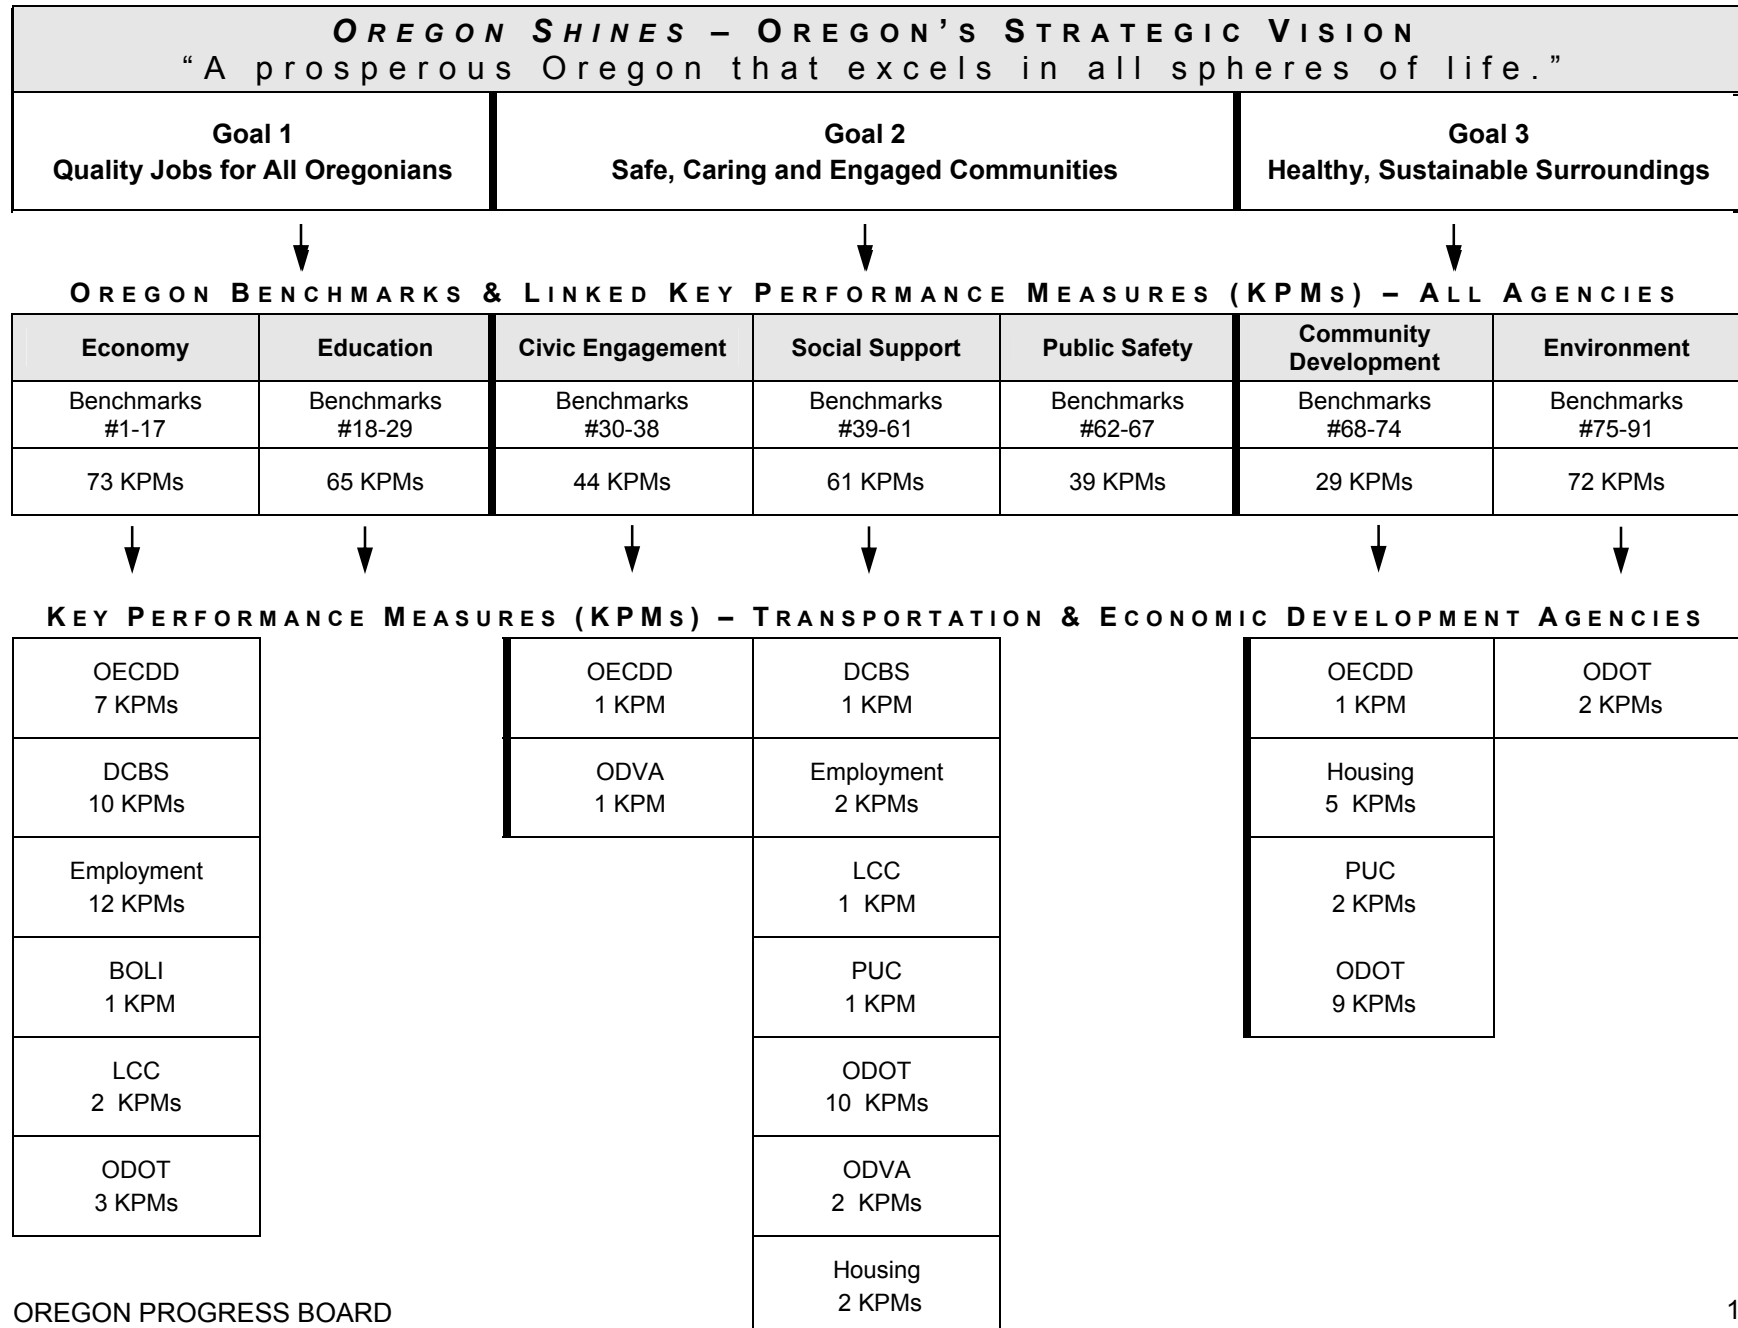 OREGON SHINES – OREGON'S STRATEGIC VISION
“A prosperous Oregon that excels in all spheres of life.”
Goal 1
Quality Jobs for All Oregonians
Goal 2
Safe, Caring and Engaged Communities
Goal 3
Healthy, Sustainable Surroundings
OREGON BENCHMARKS & LINKED KEY PERFORMANCE MEASURES (KPMS) – ALL AGENCIES
Economy
Education
Civic Engagement
Social Support
Public Safety
Community
Development
Environment
Benchmarks
#1-17
Benchmarks
#18-29
Benchmarks
#30-38
Benchmarks
#39-61
Benchmarks
#62-67
Benchmarks
#68-74
Benchmarks
#75-91
73 KPMs
65 KPMs
44 KPMs
61 KPMs
39 KPMs
29 KPMs
72 KPMs
KEY PERFORMANCE MEASURES (KPMS) – TRANSPORTATION & ECONOMIC DEVELOPMENT AGENCIES
OECDD
7 KPMs
DCBS
10 KPMs
Employment
12 KPMs
BOLI
1 KPM
LCC
2 KPMs
ODOT
3 KPMs
OECDD
1 KPM
ODVA
1 KPM
DCBS
1 KPM
Employment
2 KPMs
LCC
1 KPM
PUC
1 KPM
ODOT
10 KPMs
ODVA
2 KPMs
Housing
2 KPMs
OECDD
1 KPM
Housing
5 KPMs
PUC
2 KPMs
ODOT
9 KPMs
ODOT
2 KPMs
OREGON PROGRESS BOARD
1